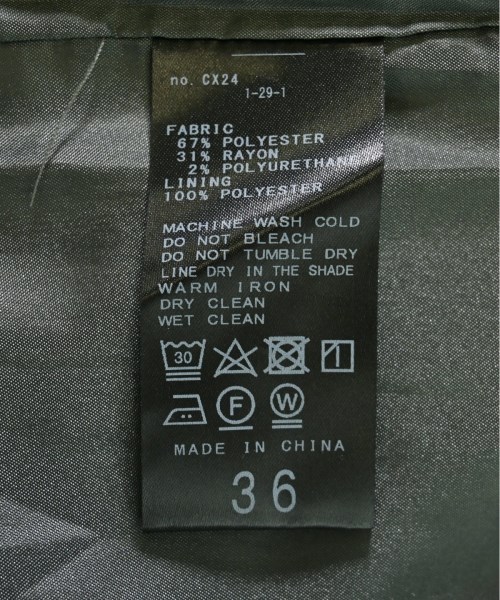 no. CX24
1-29-1
FABRIC
67% POLYESTER
31% RAYON
2% POLYURETHANE
LINING
100% POLYESTER
MACHINE WASH COLD
DO NOT BLEACH
DO NOT TUMBLE DRY
LINE DRY IN THE SHADE
WARM IRON
DRY CLEAN
WET CLEAN
30
F W
MADE IN CHINA
36